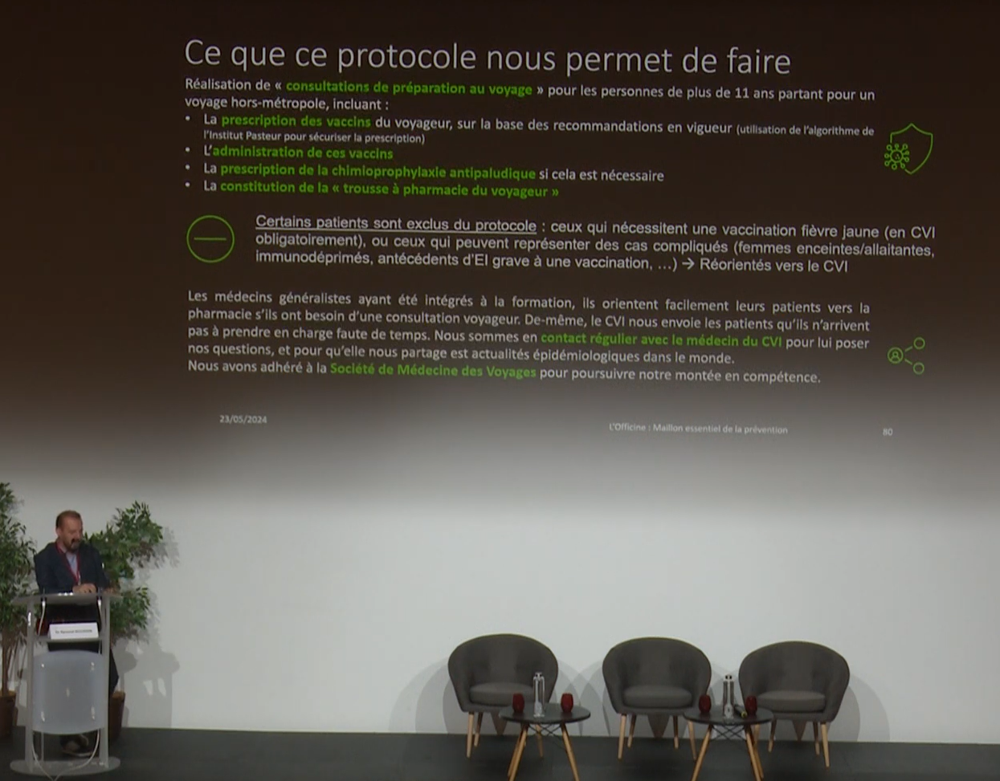 Ce que ce protocole nous permet de faire
Réalisation de « consultations de préparation au voyage » pour les personnes de plus de 11 ans partant pour un
voyage hors-métropole, incluant :
• La prescription des vaccins du voyageur, sur la base des recommandations en vigueur (utilisation de l'algorithme de
l'Institut Pasteur pour sécuriser la prescription)
• L'administration de ces vaccins
• La prescription de la chimioprophylaxie antipaludique si cela est nécessaire
• La constitution de la « trousse à pharmacie du voyageur »
Certains patients sont exclus du protocole : ceux qui nécessitent une vaccination fièvre jaune (en CVI
obligatoirement), ou ceux qui peuvent représenter des cas compliqués (femmes enceintes/allaitantes,
immunodéprimés, antécédents d'EI grave à une vaccination, …) → Réorientés vers le CVI
Les médecins généralistes ayant été intégrés à la formation, ils orientent facilement leurs patients vers la
pharmacie s'ils ont besoin d'une consultation voyageur. De-même, le CVI nous envoie les patients qu'ils n'arrivent
pas à prendre en charge faute de temps. Nous sommes en contact régulier avec le médecin du CVI pour lui poser
nos questions, et pour qu'elle nous partage est actualités épidémiologiques dans le monde.
Nous avons adhéré à la Société de Médecine des Voyages pour poursuivre notre montée en compétence.
23/05/2024
L'Officine : Maillon essentiel de la prévention
80